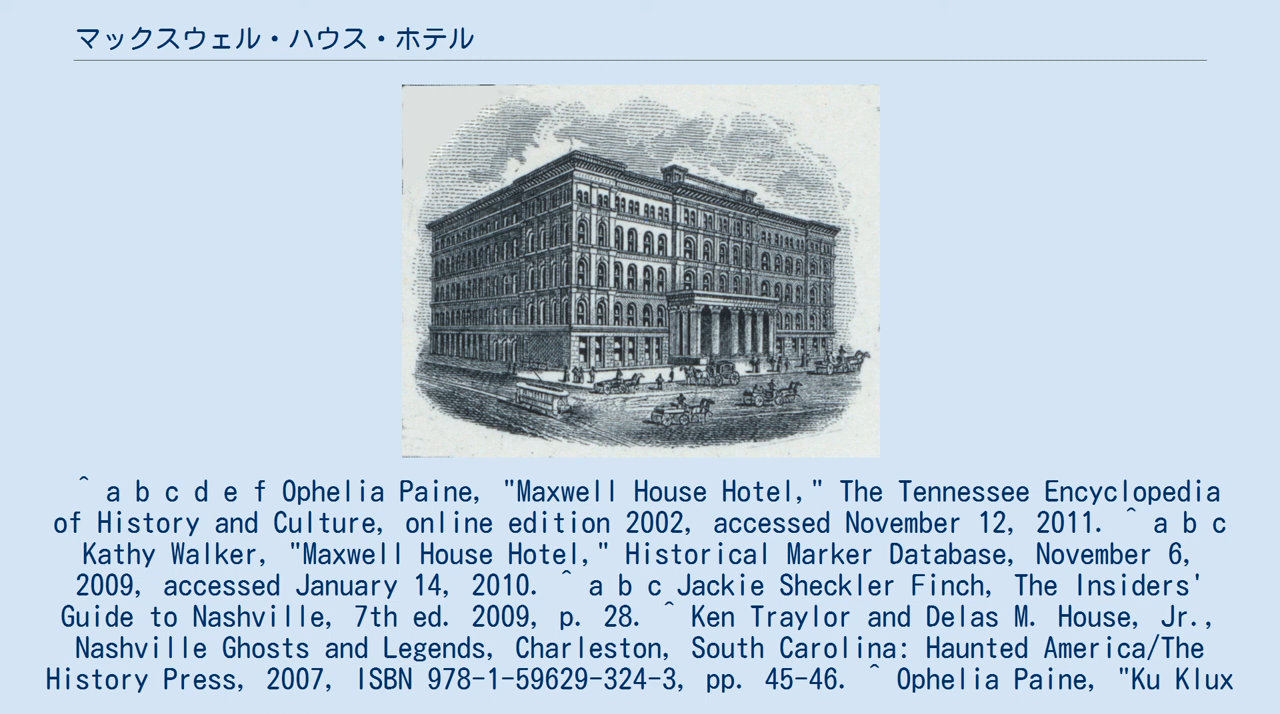 マックスウェル・ハウス・ホテル
^ a b c d e f Ophelia Paine, "Maxwell House Hotel," The Tennessee Encyclopedia
of History and Culture, online edition 2002, accessed November 12, 2011. ^ a b c
Kathy Walker, "Maxwell House Hotel," Historical Marker Database, November 6,
2009, accessed January 14, 2010. ^ a b c Jackie Sheckler Finch, The Insiders'
Guide to Nashville, 7th ed. 2009, p. 28. ^ Ken Traylor and Delas M. House, Jr.,
Nashville Ghosts and Legends, Charleston, South Carolina: Haunted America/The
History Press, 2007, ISBN 978-1-59629-324-3, pp. 45-46. ^ Ophelia Paine, "Ku Klux